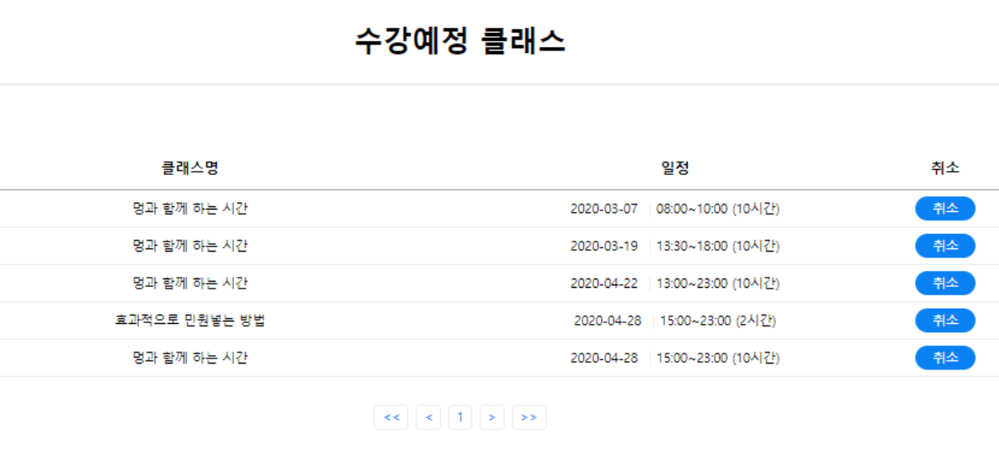 수강예정 클래스
클래스명 일정 취소
멍과 함께 하는 시간 2020-03-07 08:00~10:00 (10시간) 취소
멍과 함께 하는 시간 2020-03-19 13:30~18:00 (10시간) 취소
멍과 함께 하는 시간 2020-04-22 13:00~23:00 (10시간) 취소
효과적으로 민원넣는 방법 2020-04-28 15:00~23:00 (2시간) 취소
멍과 함께 하는 시간 2020-04-28 15:00~23:00 (10시간) 취소
<< < 1 > >>